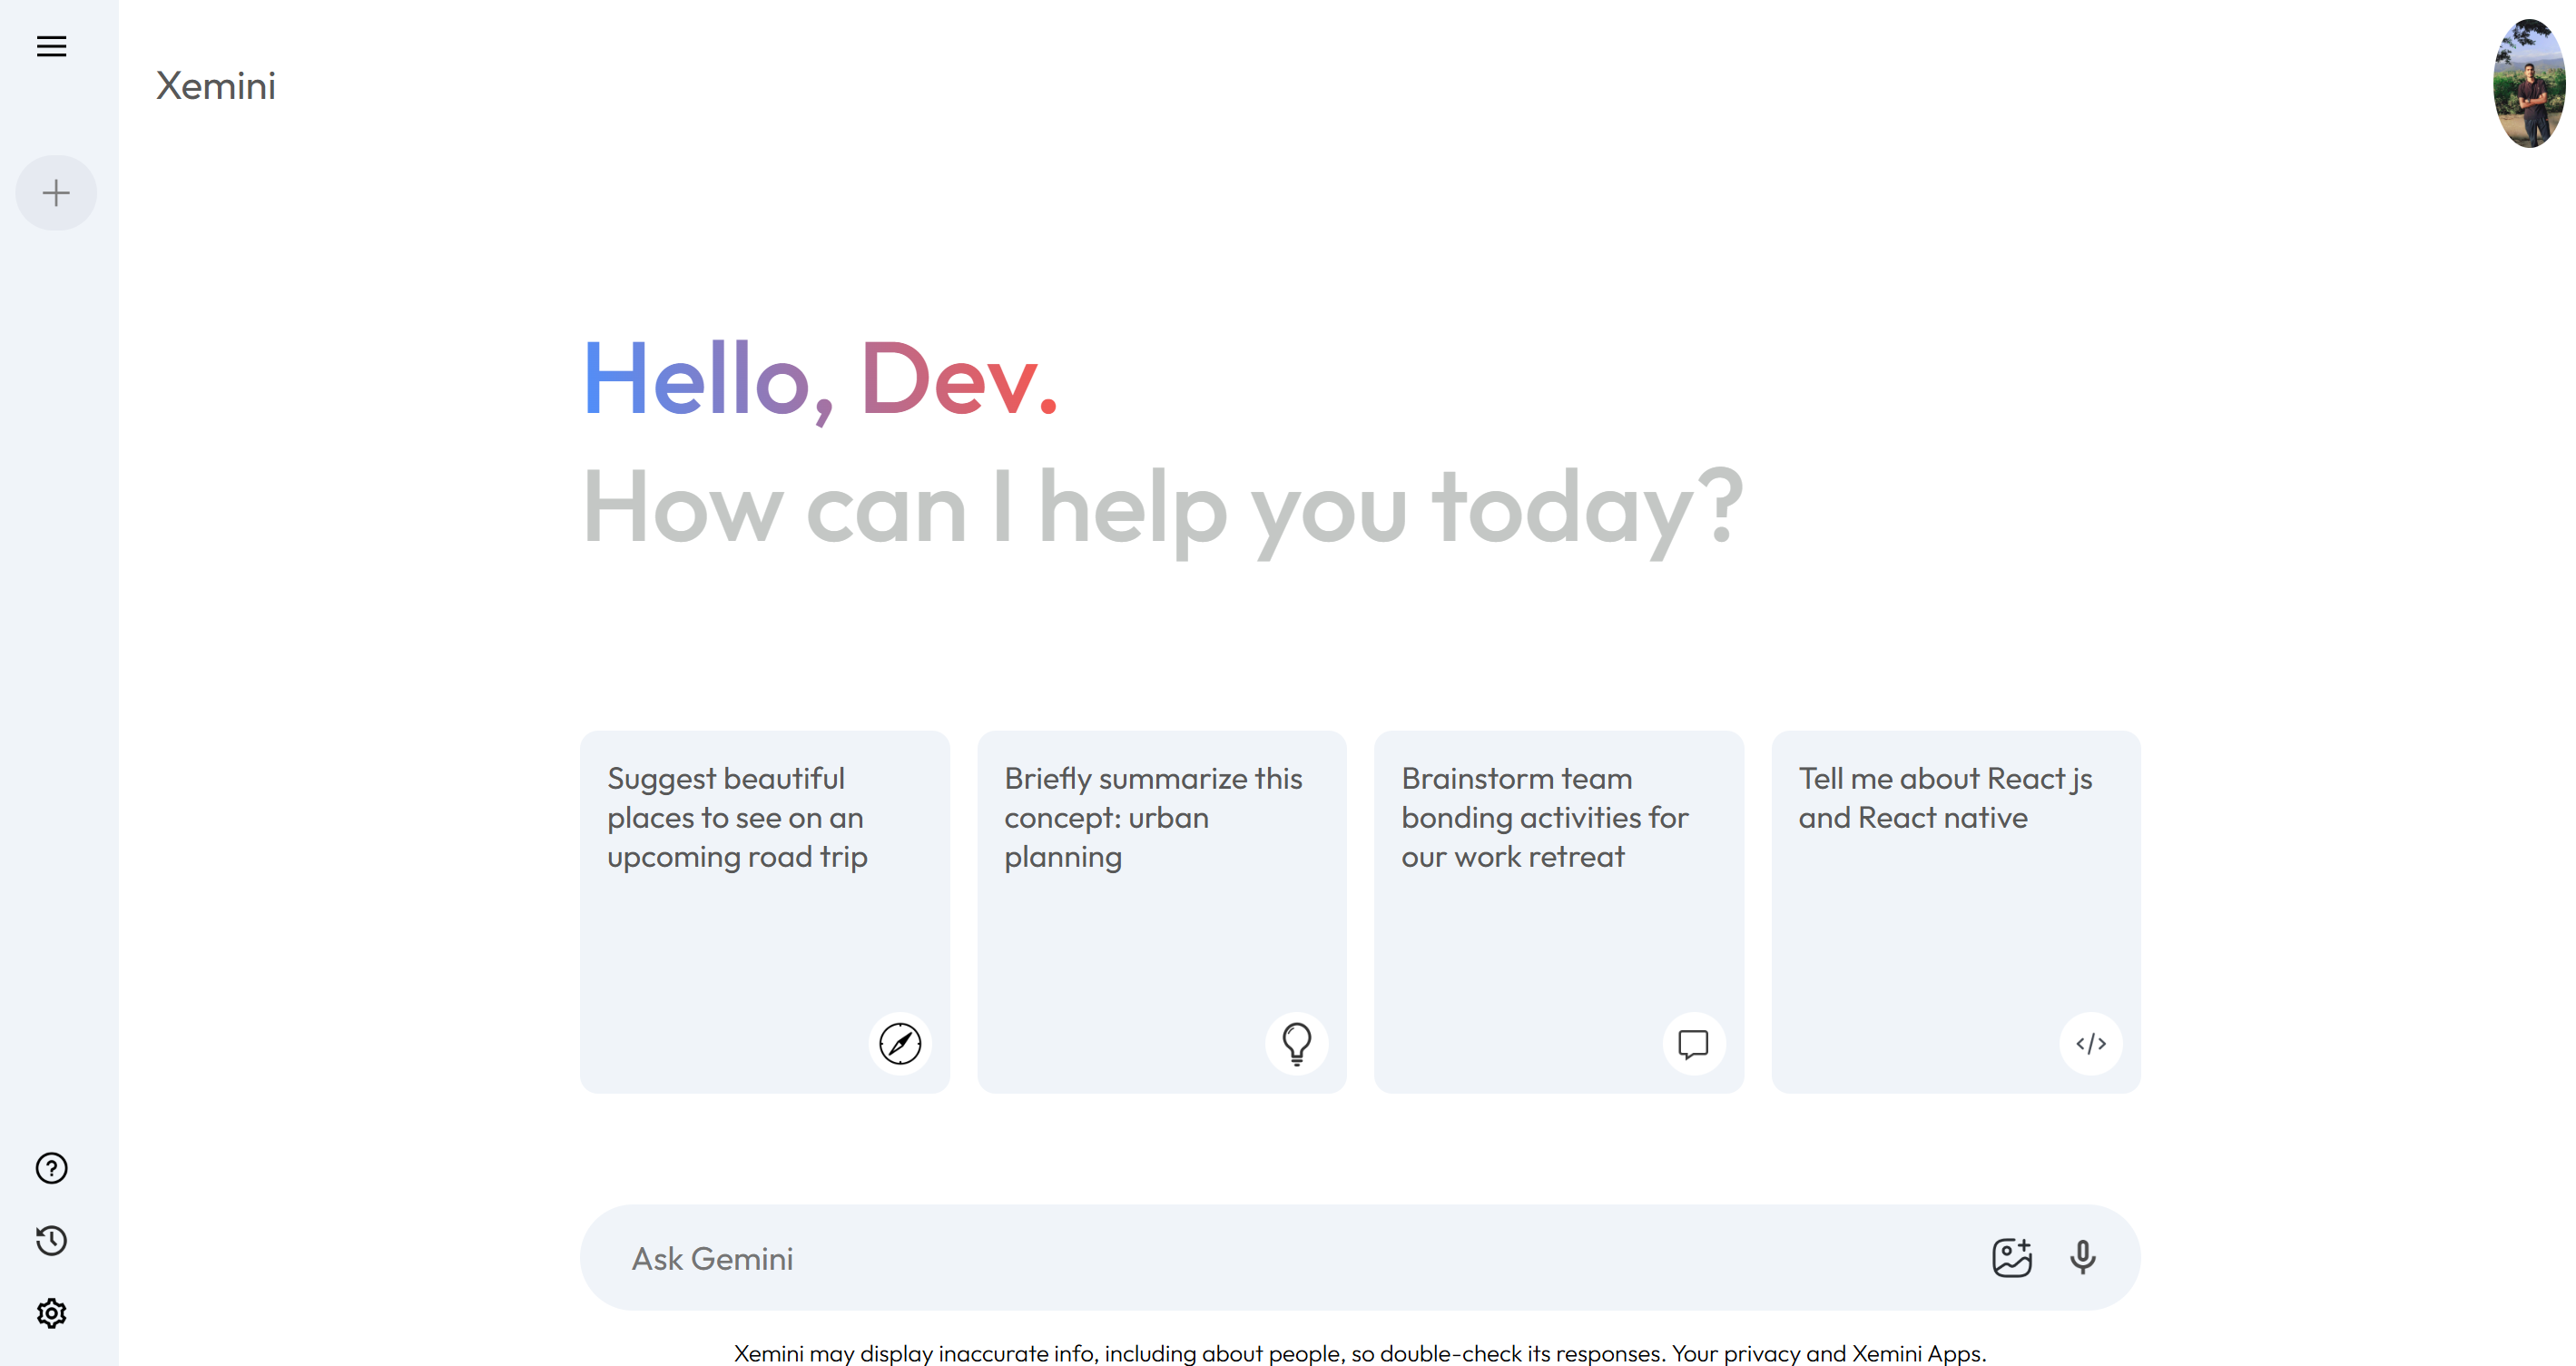 Xemini
Hello, Dev.
How can I help you today?
Suggest beautiful
places to see on an
upcoming road trip
Briefly summarize this
concept: urban
planning
Brainstorm team
bonding activities for
our work retreat
Tell me about React js
and React native
Ask Gemini
Xemini may display inaccurate info, including about people, so double-check its responses. Your privacy and Xemini Apps.